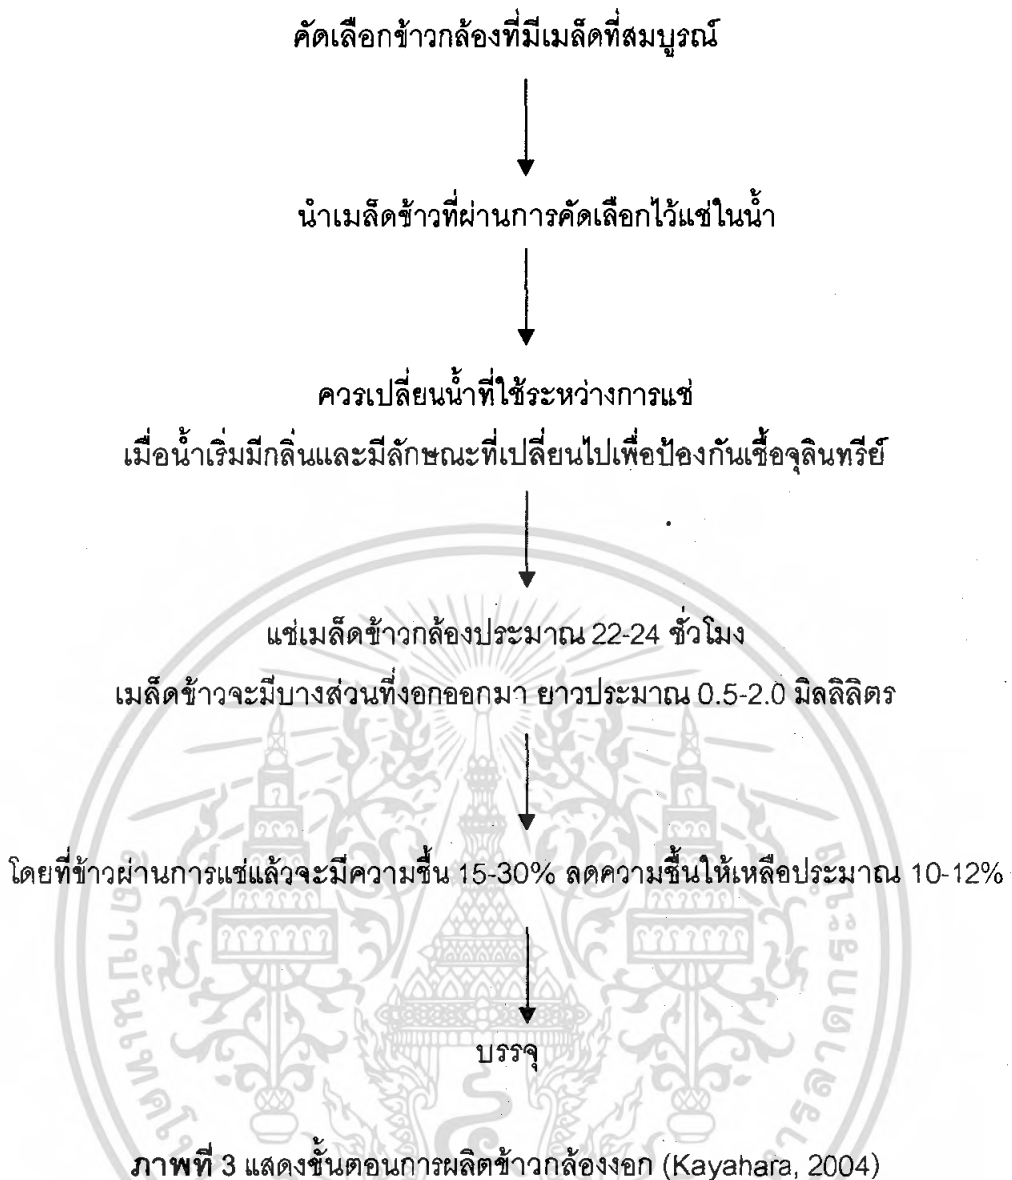 คัดเลือกข้าวกล้องที่มีเมล็ดที่สมบูรณ์
นำเมล็ดข้าวที่ผ่านการคัดเลือกไว้แช่ในน้ำ
ควรเปลี่ยนน้ำที่ใช้ระหว่างการแช่
เมื่อน้ำเริ่มมีกลิ่นและมีลักษณะที่เปลี่ยนไปเพื่อป้องกันเชื้อจุลินทรีย์
แช่เมล็ดข้าวกล้องประมาณ 22-24 ชั่วโมง
เมล็ดข้าวจะมีบางส่วนที่งอกออกมา ยาวประมาณ 0.5-2.0 มิลลิลิตร
โดยที่ข้าวผ่านการแช่แล้วจะมีความชื้น 15-30% ลดความชื้นให้เหลือประมาณ 10-12%
บรรจุ
ภาพที่ 3 แสดงขั้นตอนการผลิตข้าวกล้องงอก (Kayahara, 2004)